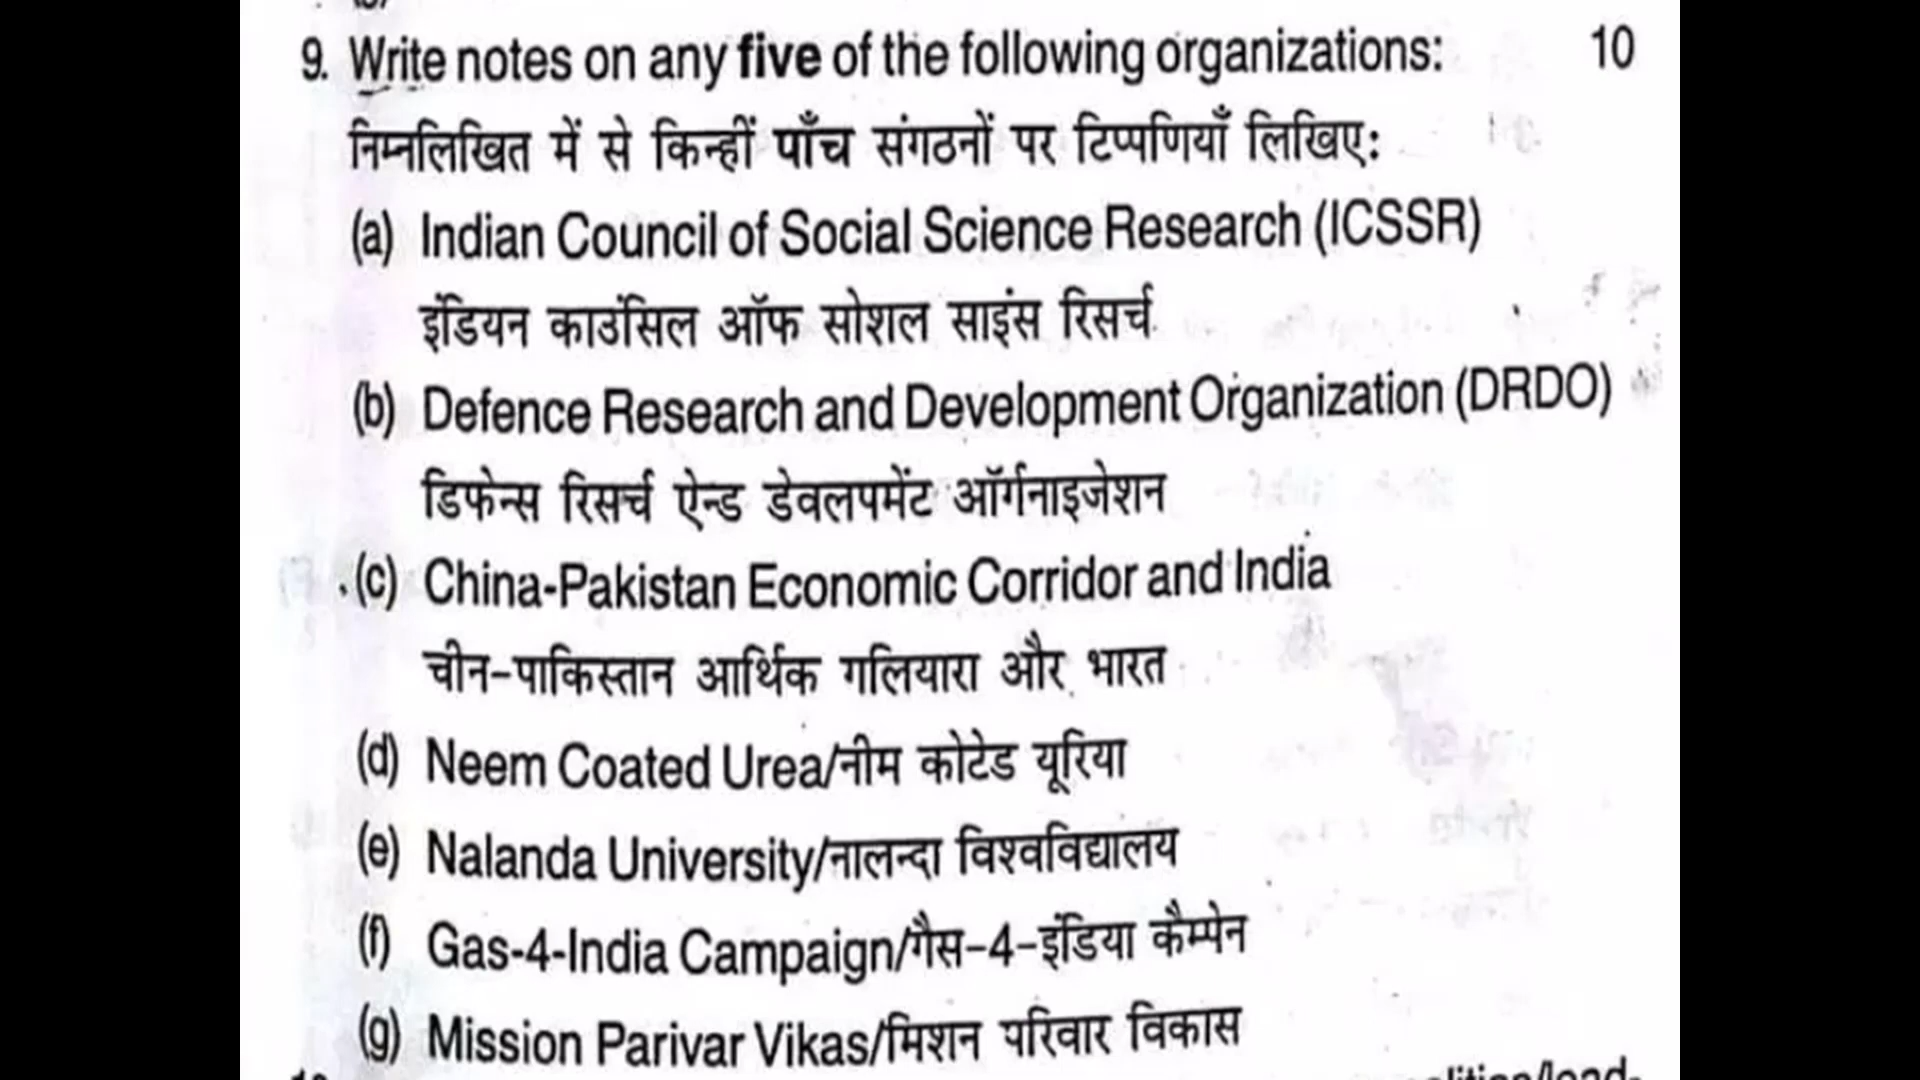 9. Write notes on any five of the following organizations: 10
निम्नलिखित में से किन्हीं पाँच संगठनों पर टिप्पणियाँ लिखिए:
(a) Indian Council of Social Science Research (ICSSR)
इंडियन काउंसिल ऑफ सोशल साइंस रिसर्च
(b) Defence Research and Development Organization (DRDO)
डिफेन्स रिसर्च ऐन्ड डेवलपमेंट ऑर्गनाइजेशन
(c) China-Pakistan Economic Corridor and India
चीन-पाकिस्तान आर्थिक गलियारा और भारत
(d) Neem Coated Urea/नीम कोटेड यूरिया
(e) Nalanda University/नालन्दा विश्वविद्यालय
(f) Gas-4-India Campaign/गैस-4-इंडिया कैम्पेन
(g) Mission Parivar Vikas/मिशन परिवार विकास